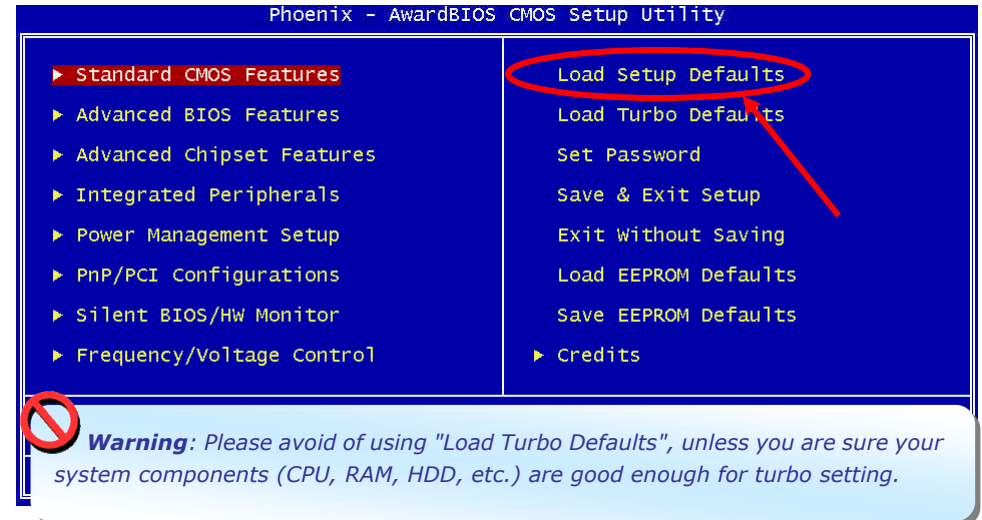 Phoenix - AwardBIOS CMOS Setup Utility
▶ Standard CMOS Features
▶ Advanced BIOS Features
▶ Advanced Chipset Features
▶ Integrated Peripherals
▶ Power Management Setup
▶ PnP/PCI Configurations
▶ Silent BIOS/HW Monitor
▶ Frequency/Voltage Control
Load Setup Defaults
Load Turbo Defaults
Set Password
Save & Exit Setup
Exit Without Saving
Load EEPROM Defaults
Save EEPROM Defaults
▶ Credits
Warning: Please avoid of using "Load Turbo Defaults", unless you are sure your
system components (CPU, RAM, HDD, etc.) are good enough for turbo setting.